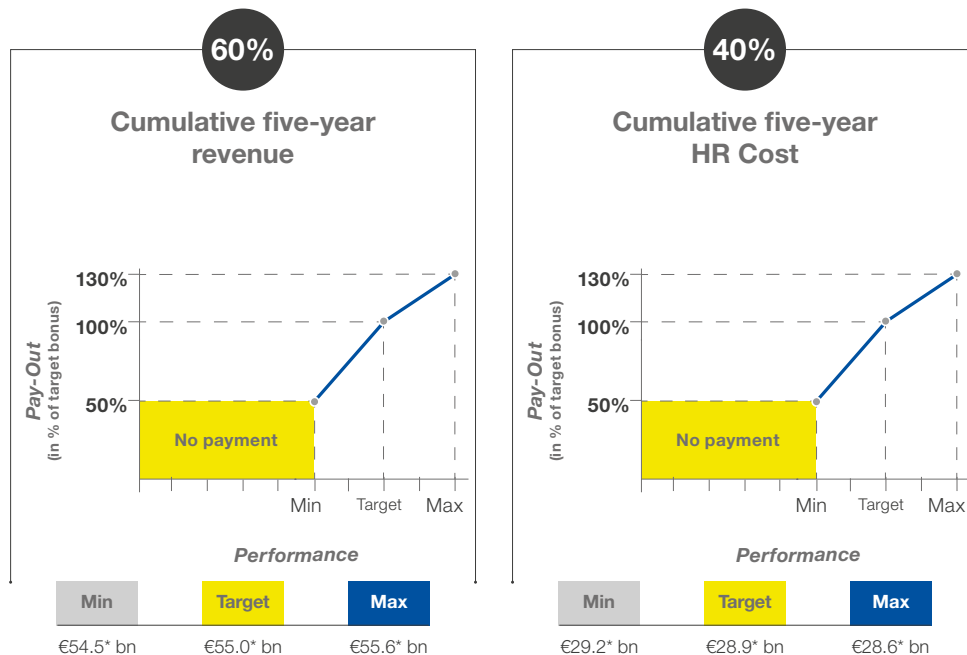 60%
Cumulative five-year
revenue
130%
100%
50%
Pay-Out
(in % of target bonus)
No payment
Min Target Max
Performance
Min Target Max
€54.5* bn €55.0* bn €55.6* bn
40%
Cumulative five-year
HR Cost
130%
100%
50%
Pay-Out
(in % of target bonus)
No payment
Min Target Max
Performance
Min Target Max
€29.2* bn €28.9* bn €28.6* bn